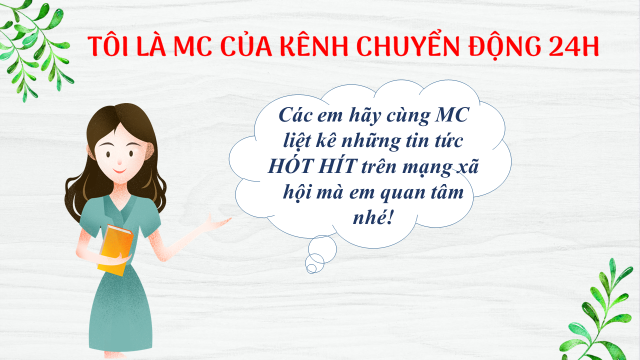 TÔI LÀ MC CỦA KÊNH CHUYỂN ĐỘNG 24H
Các em hãy cùng MC
liệt kê những tin tức
HÓT HÍT trên mạng xã
hội mà em quan tâm
nhé!